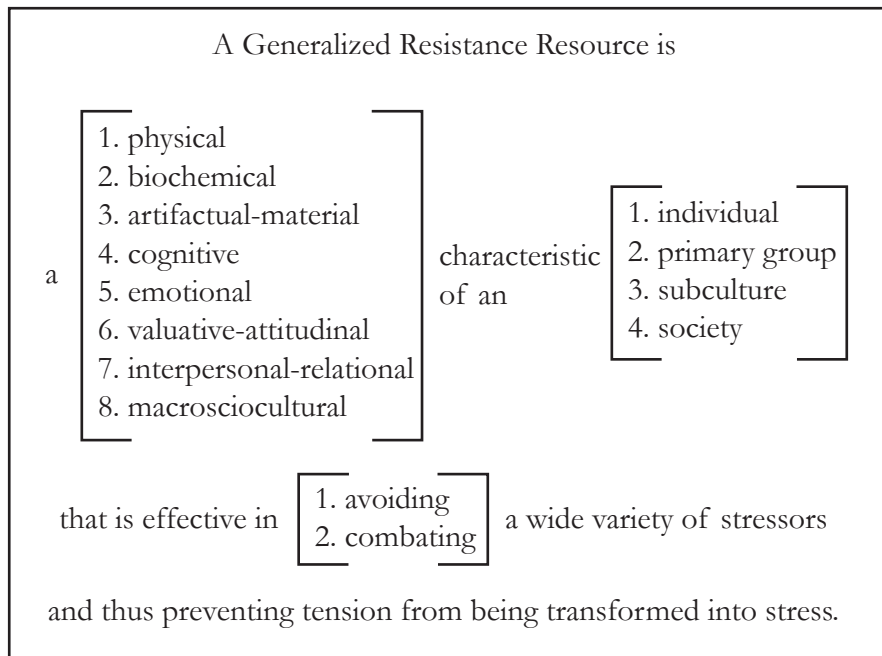 A Generalized Resistance Resource is
a
1. physical
2. biochemical
3. artifactual-material
4. cognitive
5. emotional
6. valuative-attitudinal
7. interpersonal-relational
8. macrosciocultural
characteristic
of an
1. individual
2. primary group
3. subculture
4. society
that is effective in
1. avoiding
2. combating
a wide variety of stressors
and thus preventing tension from being transformed into stress.